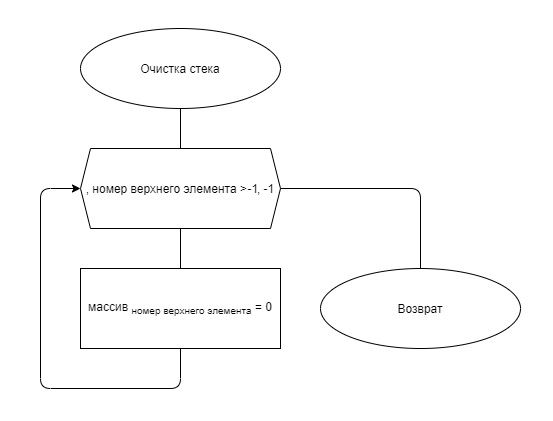 Очистка стека
, номер верхнего элемента >-1, -1
массив номер верхнего элемента = 0
Возврат